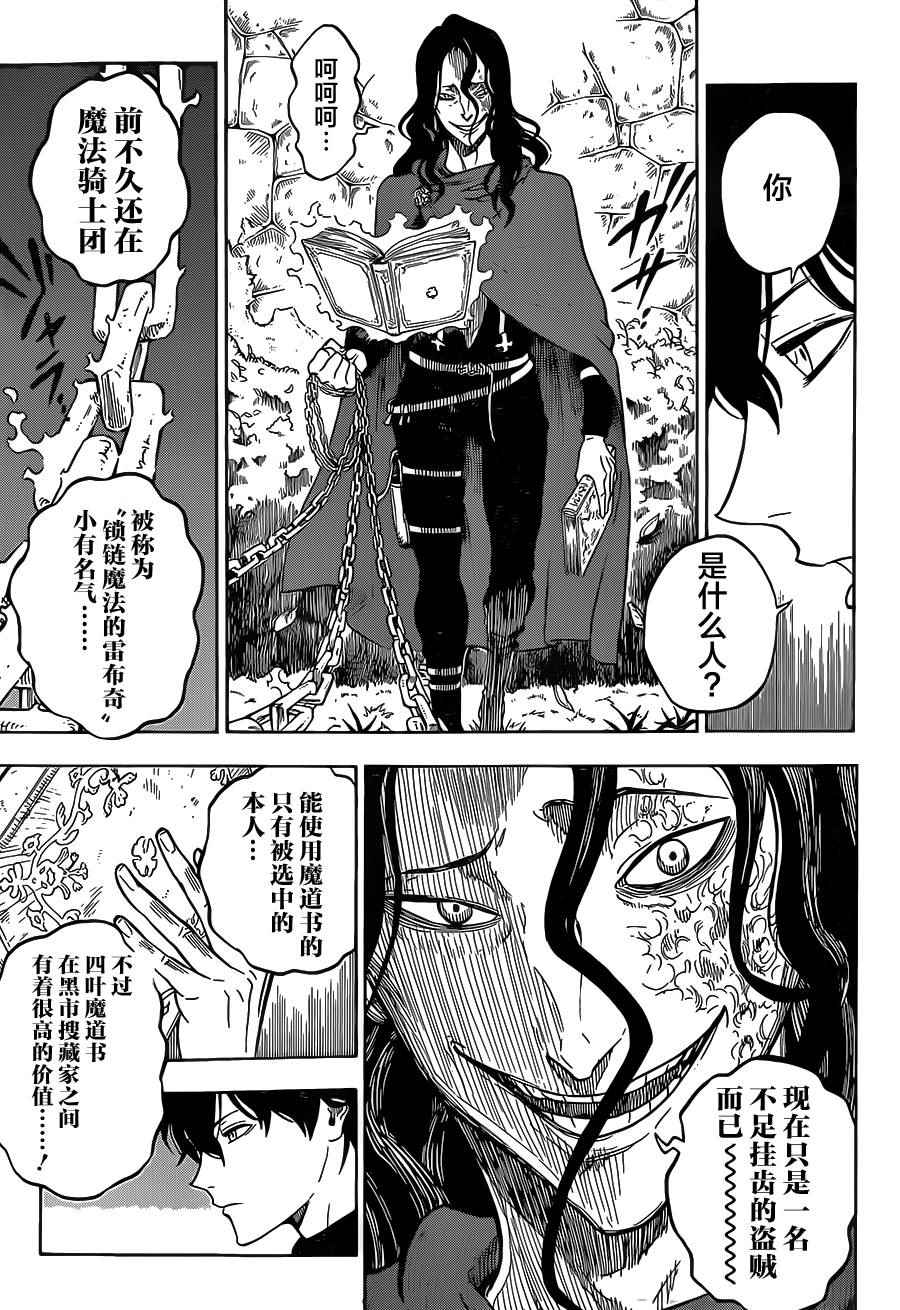 你
是什么人？
呵呵呵…
前不久还在
魔法骑士团
被称为
“锁链魔法的雷布奇”
小有名气……
现在只是一名
不足挂齿的盗贼
而已～～～～～
能使用魔道书的
只有被选中的
本人…
不过
四叶魔道书
在黑市搜藏家之间
有着很高的价值……！